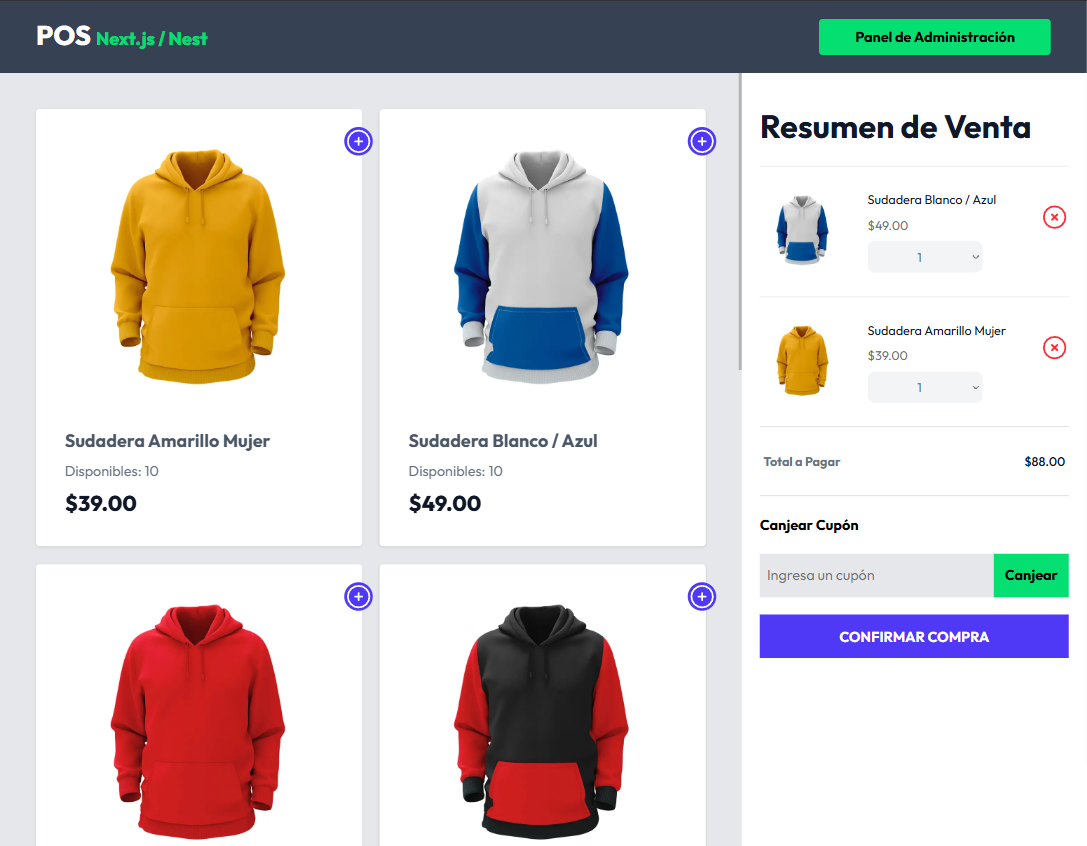 POS Next.js / Nest
Panel de Administración
Sudadera Amarillo Mujer
Disponibles: 10
$39.00
Sudadera Blanco / Azul
Disponibles: 10
$49.00
Resumen de Venta
Sudadera Blanco / Azul
$49.00
1
Sudadera Amarillo Mujer
$39.00
1
Total a Pagar $88.00
Canjear Cupón
Ingresa un cupón
Canjear
CONFIRMAR COMPRA